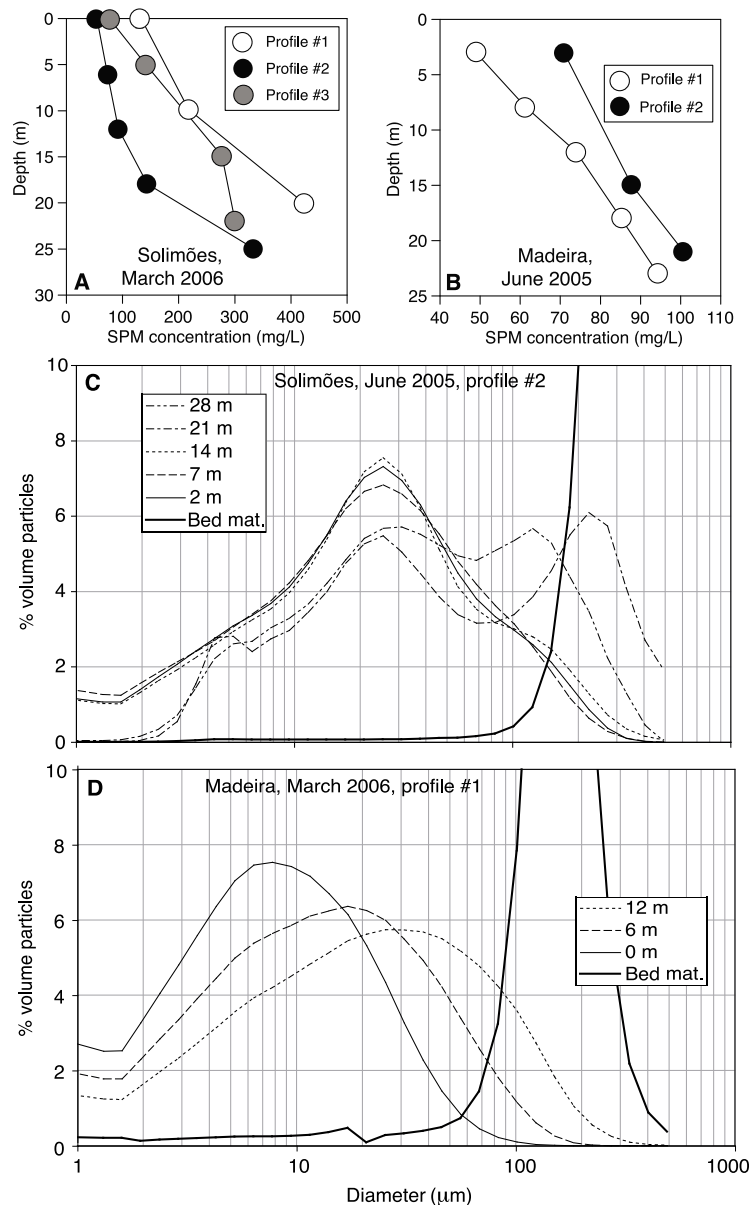 0
5
10
15
20
25
30
Depth (m)
Profile #1
Profile #2
Profile #3
Solimões,
March 2006
A
0 100 200 300 400 500
SPM concentration (mg/L)
0
5
10
15
20
25
Depth (m)
Profile #1
Profile #2
Madeira,
June 2005
B
40 50 60 70 80 90 100 110
SPM concentration (mg/L)
10
8
6
4
2
0
% volume particles
C
Solimões, June 2005, profile #2
28 m
21 m
14 m
7 m
2 m
Bed mat.
10
8
6
4
2
0
% volume particles
D
Madeira, March 2006, profile #1
12 m
6 m
0 m
Bed mat.
1 10 100 1000
Diameter (μm)